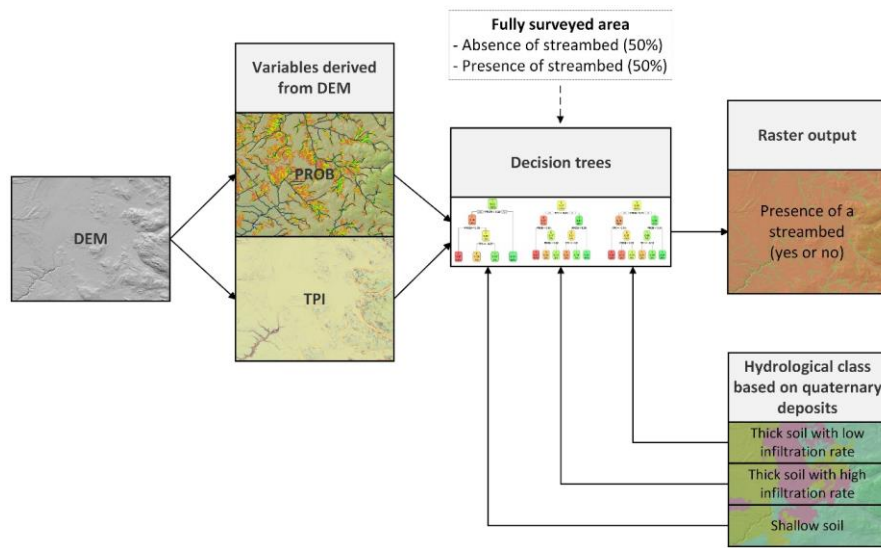 Fully surveyed area
- Absence of streambed (50%)
- Presence of streambed (50%)
Variables derived
from DEM
PROB
TPI
DEM
Decision trees
Raster output
Presence of a
streambed
(yes or no)
Hydrological class
based on quaternary
deposits
Thick soil with low
infiltration rate
Thick soil with high
infiltration rate
Shallow soil